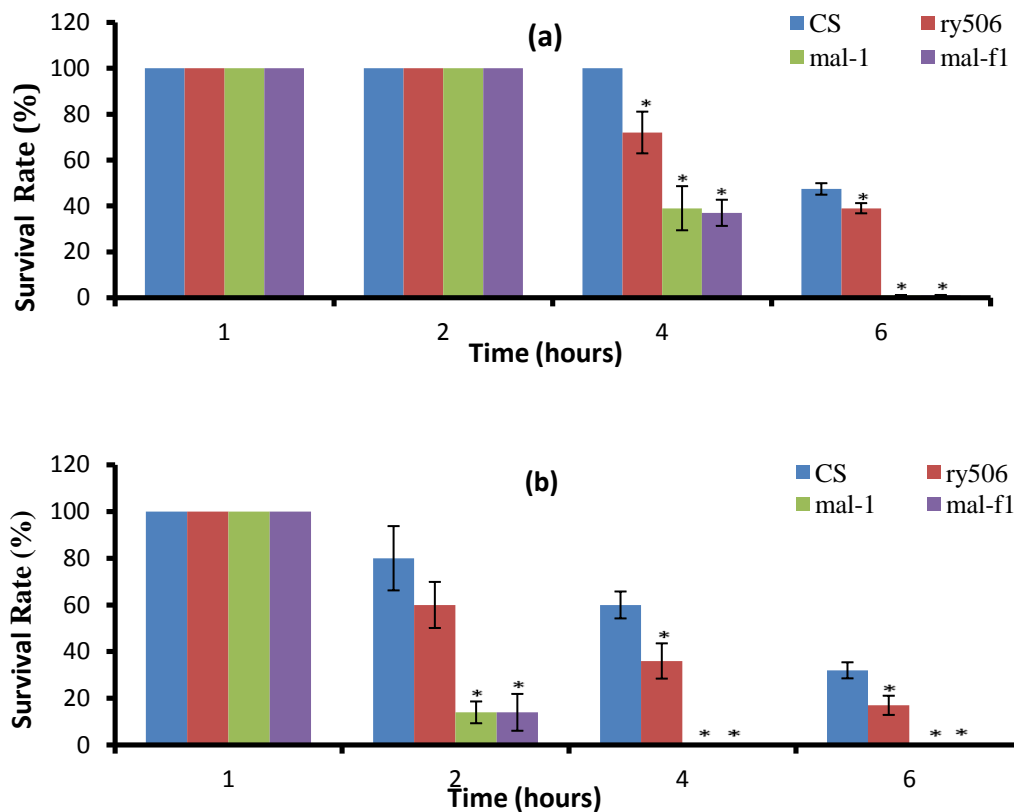 120
100
80
60
40
20
0
Survival Rate (%)
(a)
CS ry506
mal-1 mal-f1
*
*
*
*
* *
1 2 4 6
Time (hours)
120
100
80
60
40
20
0
Survival Rate (%)
(b)
CS ry506
mal-1 mal-f1
* *
*
* *
*
* *
1 2 4 6
Time (hours)